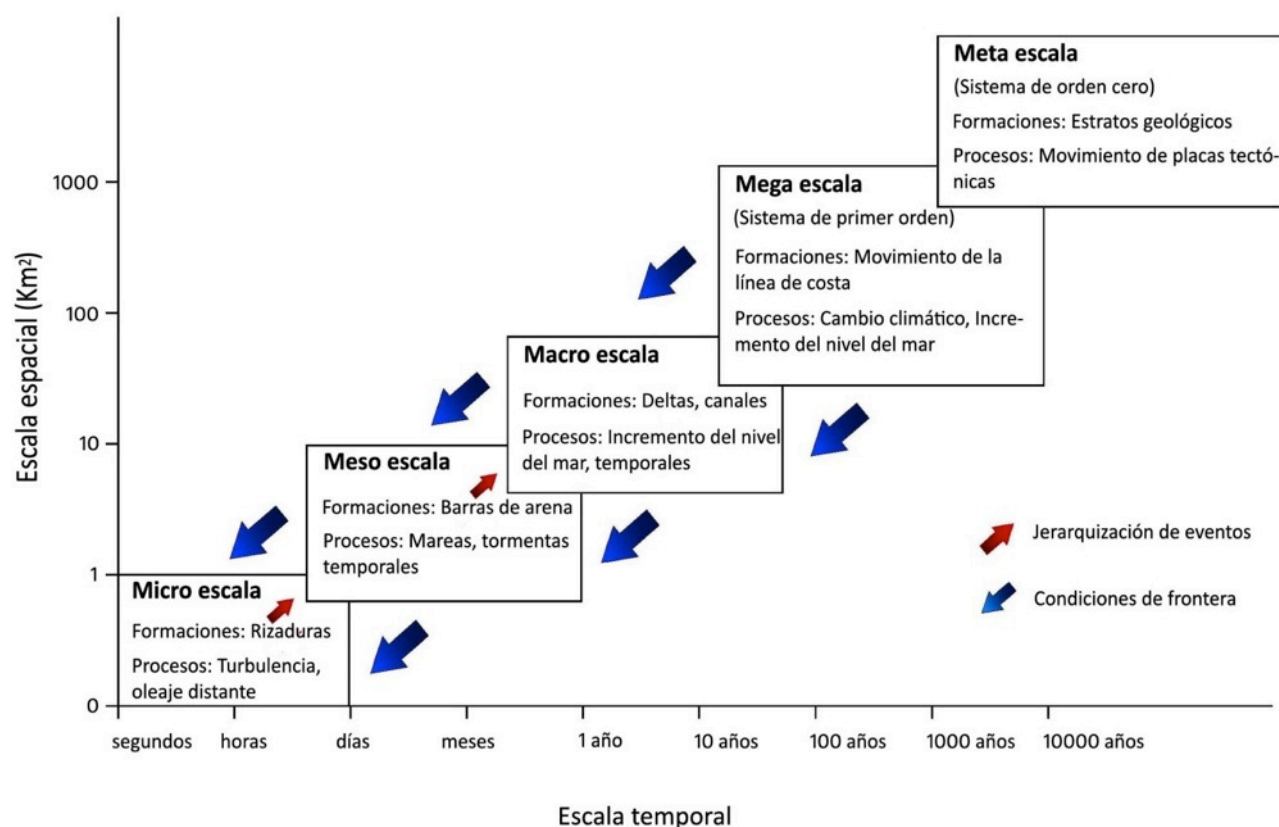 Meta escala
(Sistema de orden cero)
Formaciones: Estratos geológicos
Procesos: Movimiento de placas tectó-
nicas
Mega escala
(Sistema de primer orden)
Formaciones: Movimiento de la
línea de costa
Procesos: Cambio climático, Incre-
mento del nivel del mar
Macro escala
Formaciones: Deltas, canales
Procesos: Incremento del nivel
del mar, temporales
Meso escala
Formaciones: Barras de arena
Procesos: Mareas, tormentas
temporales
Micro escala
Formaciones: Rizaduras
Procesos: Turbulencia,
oleaje distante
Jerarquización de eventos
Condiciones de frontera
Escala espacial (Km²)
1000
100
10
1
0
segundos horas días meses 1 año 10 años 100 años 1000 años 10000 años
Escala temporal